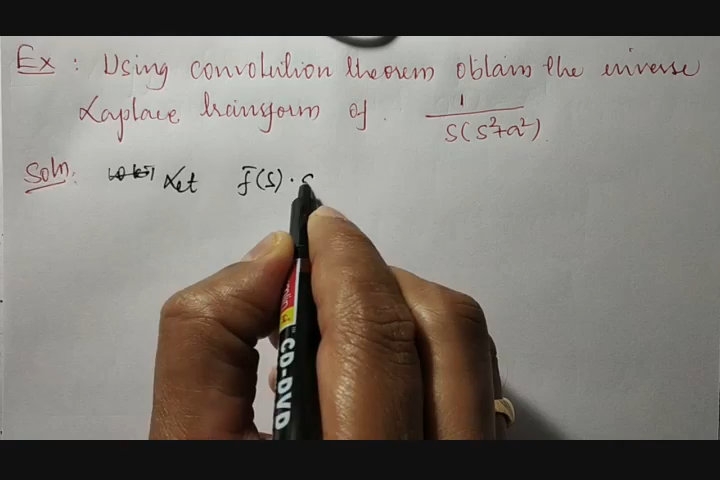 Ex : Using convolution theorem obtain the inverse
Laplace transform of . 1/S(S²+a²).
Soln: Let f̄(S) ·
CD-DVD